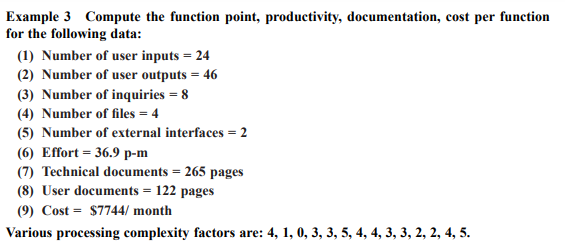 Example 3 Compute the function point, productivity, documentation, cost per function
for the following data:
(1) Number of user inputs = 24
(2) Number of user outputs = 46
(3) Number of inquiries = 8
(4) Number of files = 4
(5) Number of external interfaces = 2
(6) Effort = 36.9 p-m
(7) Technical documents = 265 pages
(8) User documents = 122 pages
(9) Cost = $7744/ month
Various processing complexity factors are: 4, 1, 0, 3, 3, 5, 4, 4, 3, 3, 2, 2, 4, 5.